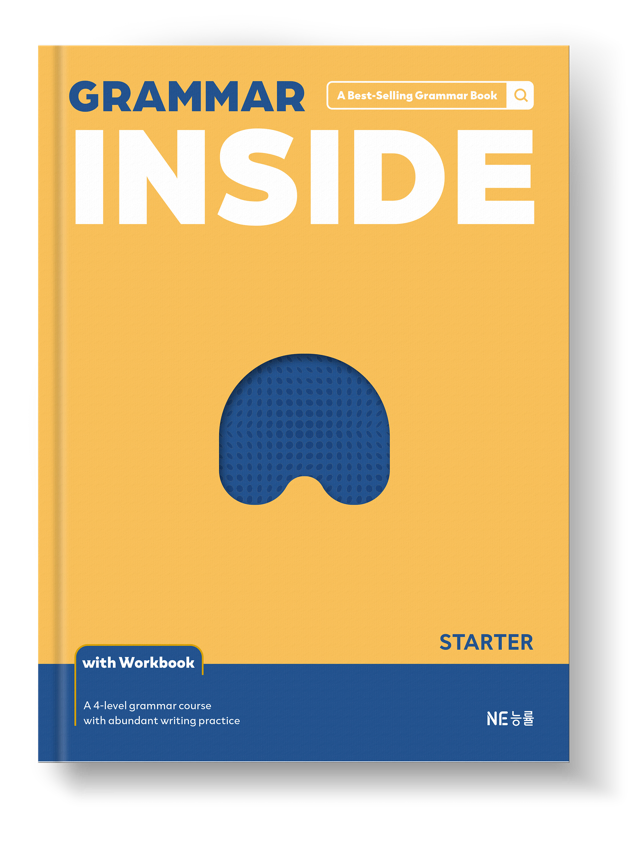 GRAMMAR
A Best-Selling Grammar Book
INSIDE
STARTER
with Workbook
A 4-level grammar course
with abundant writing practice
NE능률